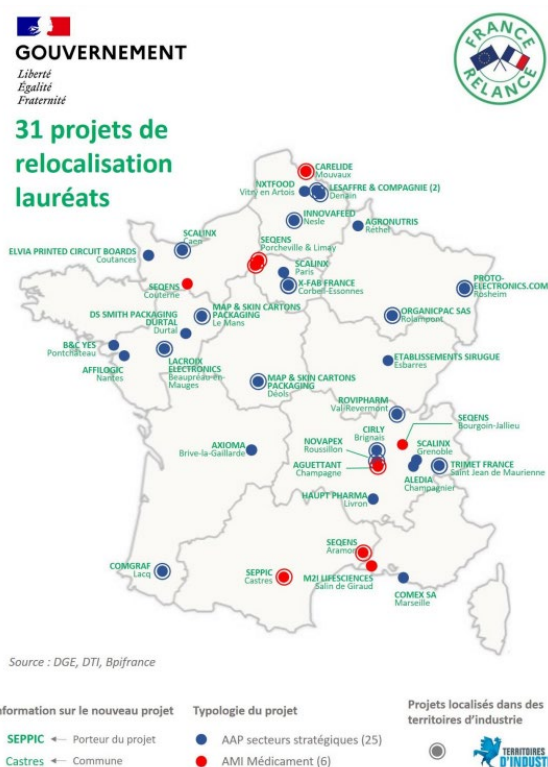 GOUVERNEMENT
Liberté
Égalité
Fraternité
FRANCE
RELANCE
31 projets de
relocalisation
lauréats
CARELIDE
Mouvaux
NXTFOOD
Vitry en Artois
LESAFFRE & COMPAGNIE (2)
Denain
INNOVAFEED
Nesle
AGRONUTRIS
Rethel
SCALINX
Caen
ELVIA PRINTED CIRCUIT BOARDS
Coutances
SEQENS
Porcheville & Limay
SCALINX
Paris
X-FAB FRANCE
Corbeil-Essonnes
PROTO-
ELECTRONICS.COM
Rosheim
SEQENS
Couterne
MAP & SKIN CARTONS
PACKAGING
Le Mans
ORGANICPAC SAS
Rolampont
DS SMITH PACKAGING
DURTAL
Durtal
B&C YES
Pontchâteau
AFFILOGIC
Nantes
LACROIX
ELECTRONICS
Beaupréau-en-
Mauges
ETABLISSEMENTS SIRUGUE
Esbarres
MAP & SKIN CARTONS
PACKAGING
Déols
ROVIPHARM
Val-Revermont
SEQENS
Bourgoin-Jallieu
CIRLY
Brignais
NOVAPEX
Roussillon
SCALINX
Grenoble
AXIOMA
Brive-la-Gaillarde
AGUETTANT
Champagne
TRIMET FRANCE
Saint Jean de Maurienne
ALEDIA
Champagnier
HAUPT PHARMA
Livron
SEQENS
Aramon
COMGRAF
Lacq
SEPPIC
Castres
M2I LIFESCIENCES
Salin de Giraud
COMEX SA
Marseille
Source : DGE, DTI, Bpifrance
nformation sur le nouveau projet
SEPPIC ← Porteur du projet
Castres ← Commune
Typologie du projet
AAP secteurs stratégiques (25)
AMI Médicament (6)
Projets localisés dans des
territoires d'industrie
TERRITOIRES
D'INDUST